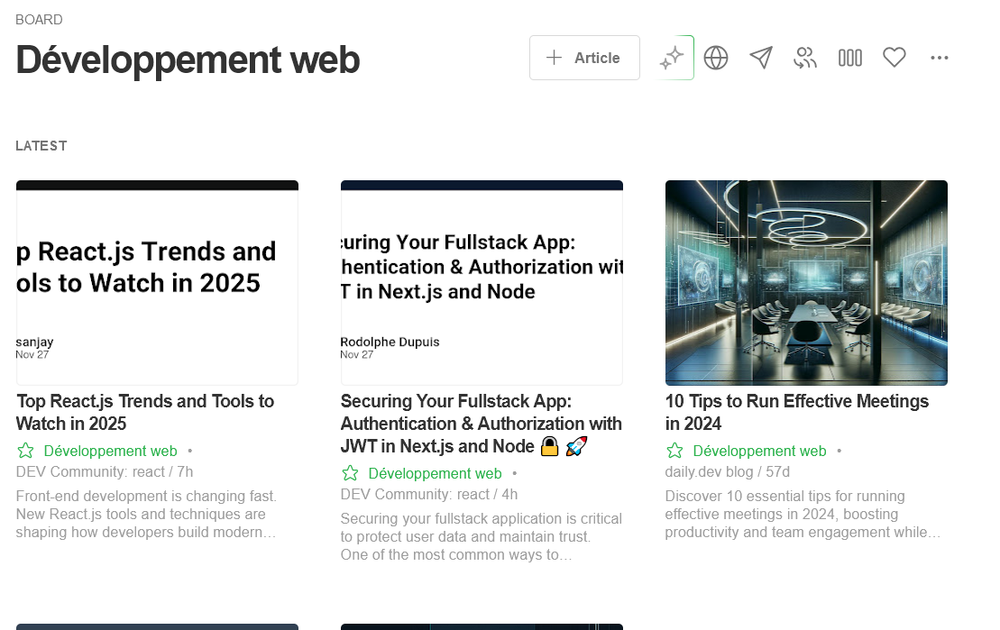 BOARD
Développement web
Article
LATEST
p React.js Trends and
ols to Watch in 2025
sanjay
Nov 27
Top React.js Trends and Tools to
Watch in 2025
Développement web •
DEV Community: react / 7h
Front-end development is changing fast.
New React.js tools and techniques are
shaping how developers build modern…
curing Your Fullstack App:
hentication & Authorization wit
T in Next.js and Node
Rodolphe Dupuis
Nov 27
Securing Your Fullstack App:
Authentication & Authorization with
JWT in Next.js and Node 🔒 🚀
Développement web •
DEV Community: react / 4h
Securing your fullstack application is critical
to protect user data and maintain trust.
One of the most common ways to…
10 Tips to Run Effective Meetings
in 2024
Développement web •
daily.dev blog / 57d
Discover 10 essential tips for running
effective meetings in 2024, boosting
productivity and team engagement while…